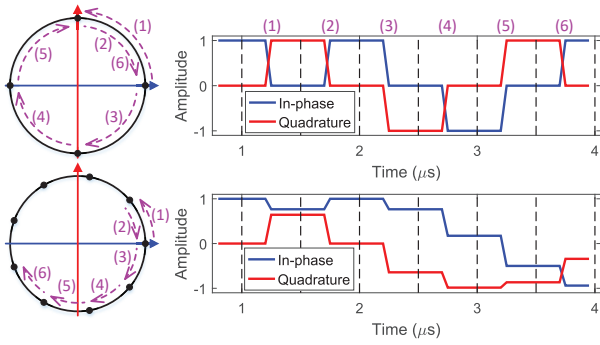 (1)
(2)
(5)
(6)
(4)
(3)
(1) (2) (3) (4) (5) (6)
Amplitude
1
0
-1
In-phase
Quadrature
1 2 3 4
Time (μs)
(1)
(2)
(3)
(6)
(5)
(4)
Amplitude
1
0
-1
In-phase
Quadrature
1 2 3 4
Time (μs)